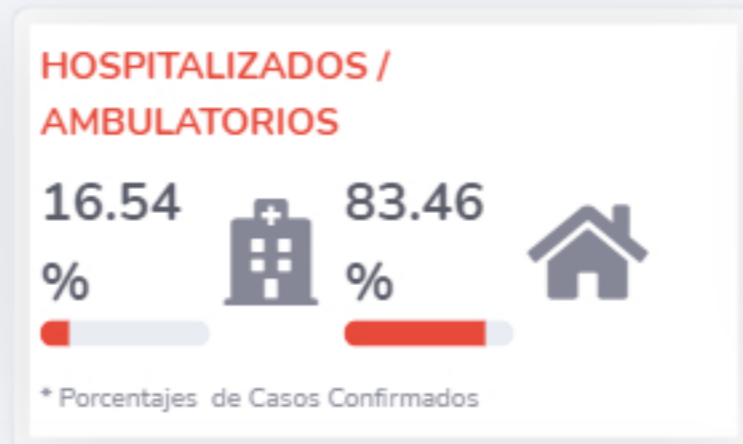 HOSPITALIZADOS /
AMBULATORIOS
16.54 83.46
% %
* Porcentajes de Casos Confirmados